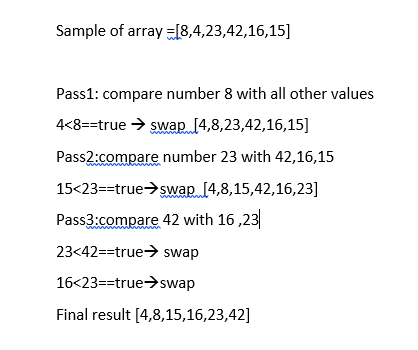 Sample of array =[8,4,23,42,16,15]
Pass1: compare number 8 with all other values
4<8==true → swap [4,8,23,42,16,15]
Pass2:compare number 23 with 42,16,15
15<23==true→swap [4,8,15,42,16,23]
Pass3:compare 42 with 16 ,23
23<42==true→ swap
16<23==true→swap
Final result [4,8,15,16,23,42]